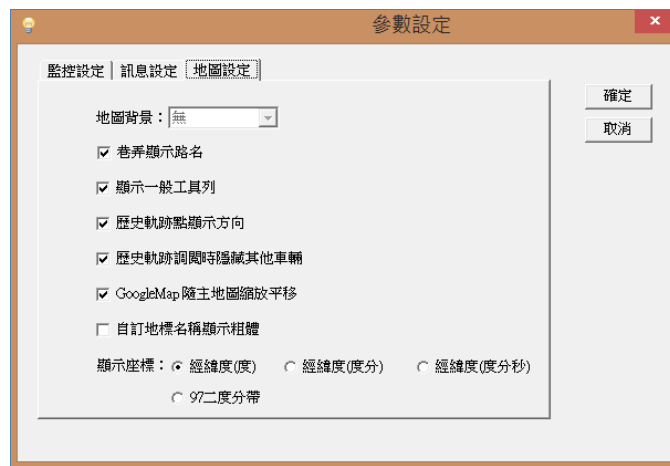 參數設定
監控設定 訊息設定 地圖設定
確定
取消
地圖背景：無
巷弄顯示路名
顯示一般工具列
歷史軌跡點顯示方向
歷史軌跡調閱時隱藏其他車輛
GoogleMap 隨主地圖縮放平移
自訂地標名稱顯示粗體
顯示座標： 經緯度(度) 經緯度(度分) 經緯度(度分秒)
97二度分帶